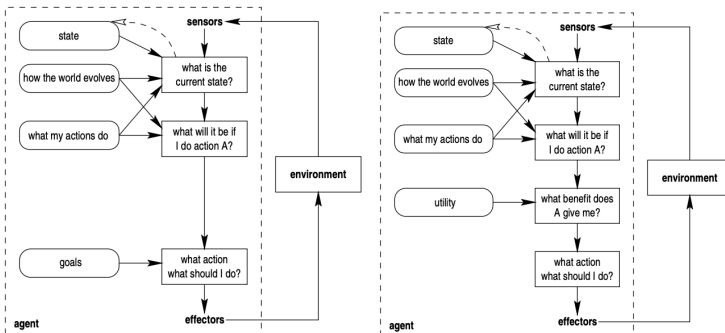 sensors
state
what is the
current state?
how the world evolves
what will it be if
I do action A?
what my actions do
environment
goals
what action
what should I do?
agent
effectors
sensors
state
what is the
current state?
how the world evolves
what will it be if
I do action A?
what my actions do
environment
what benefit does
A give me?
utility
what action
what should I do?
agent
effectors